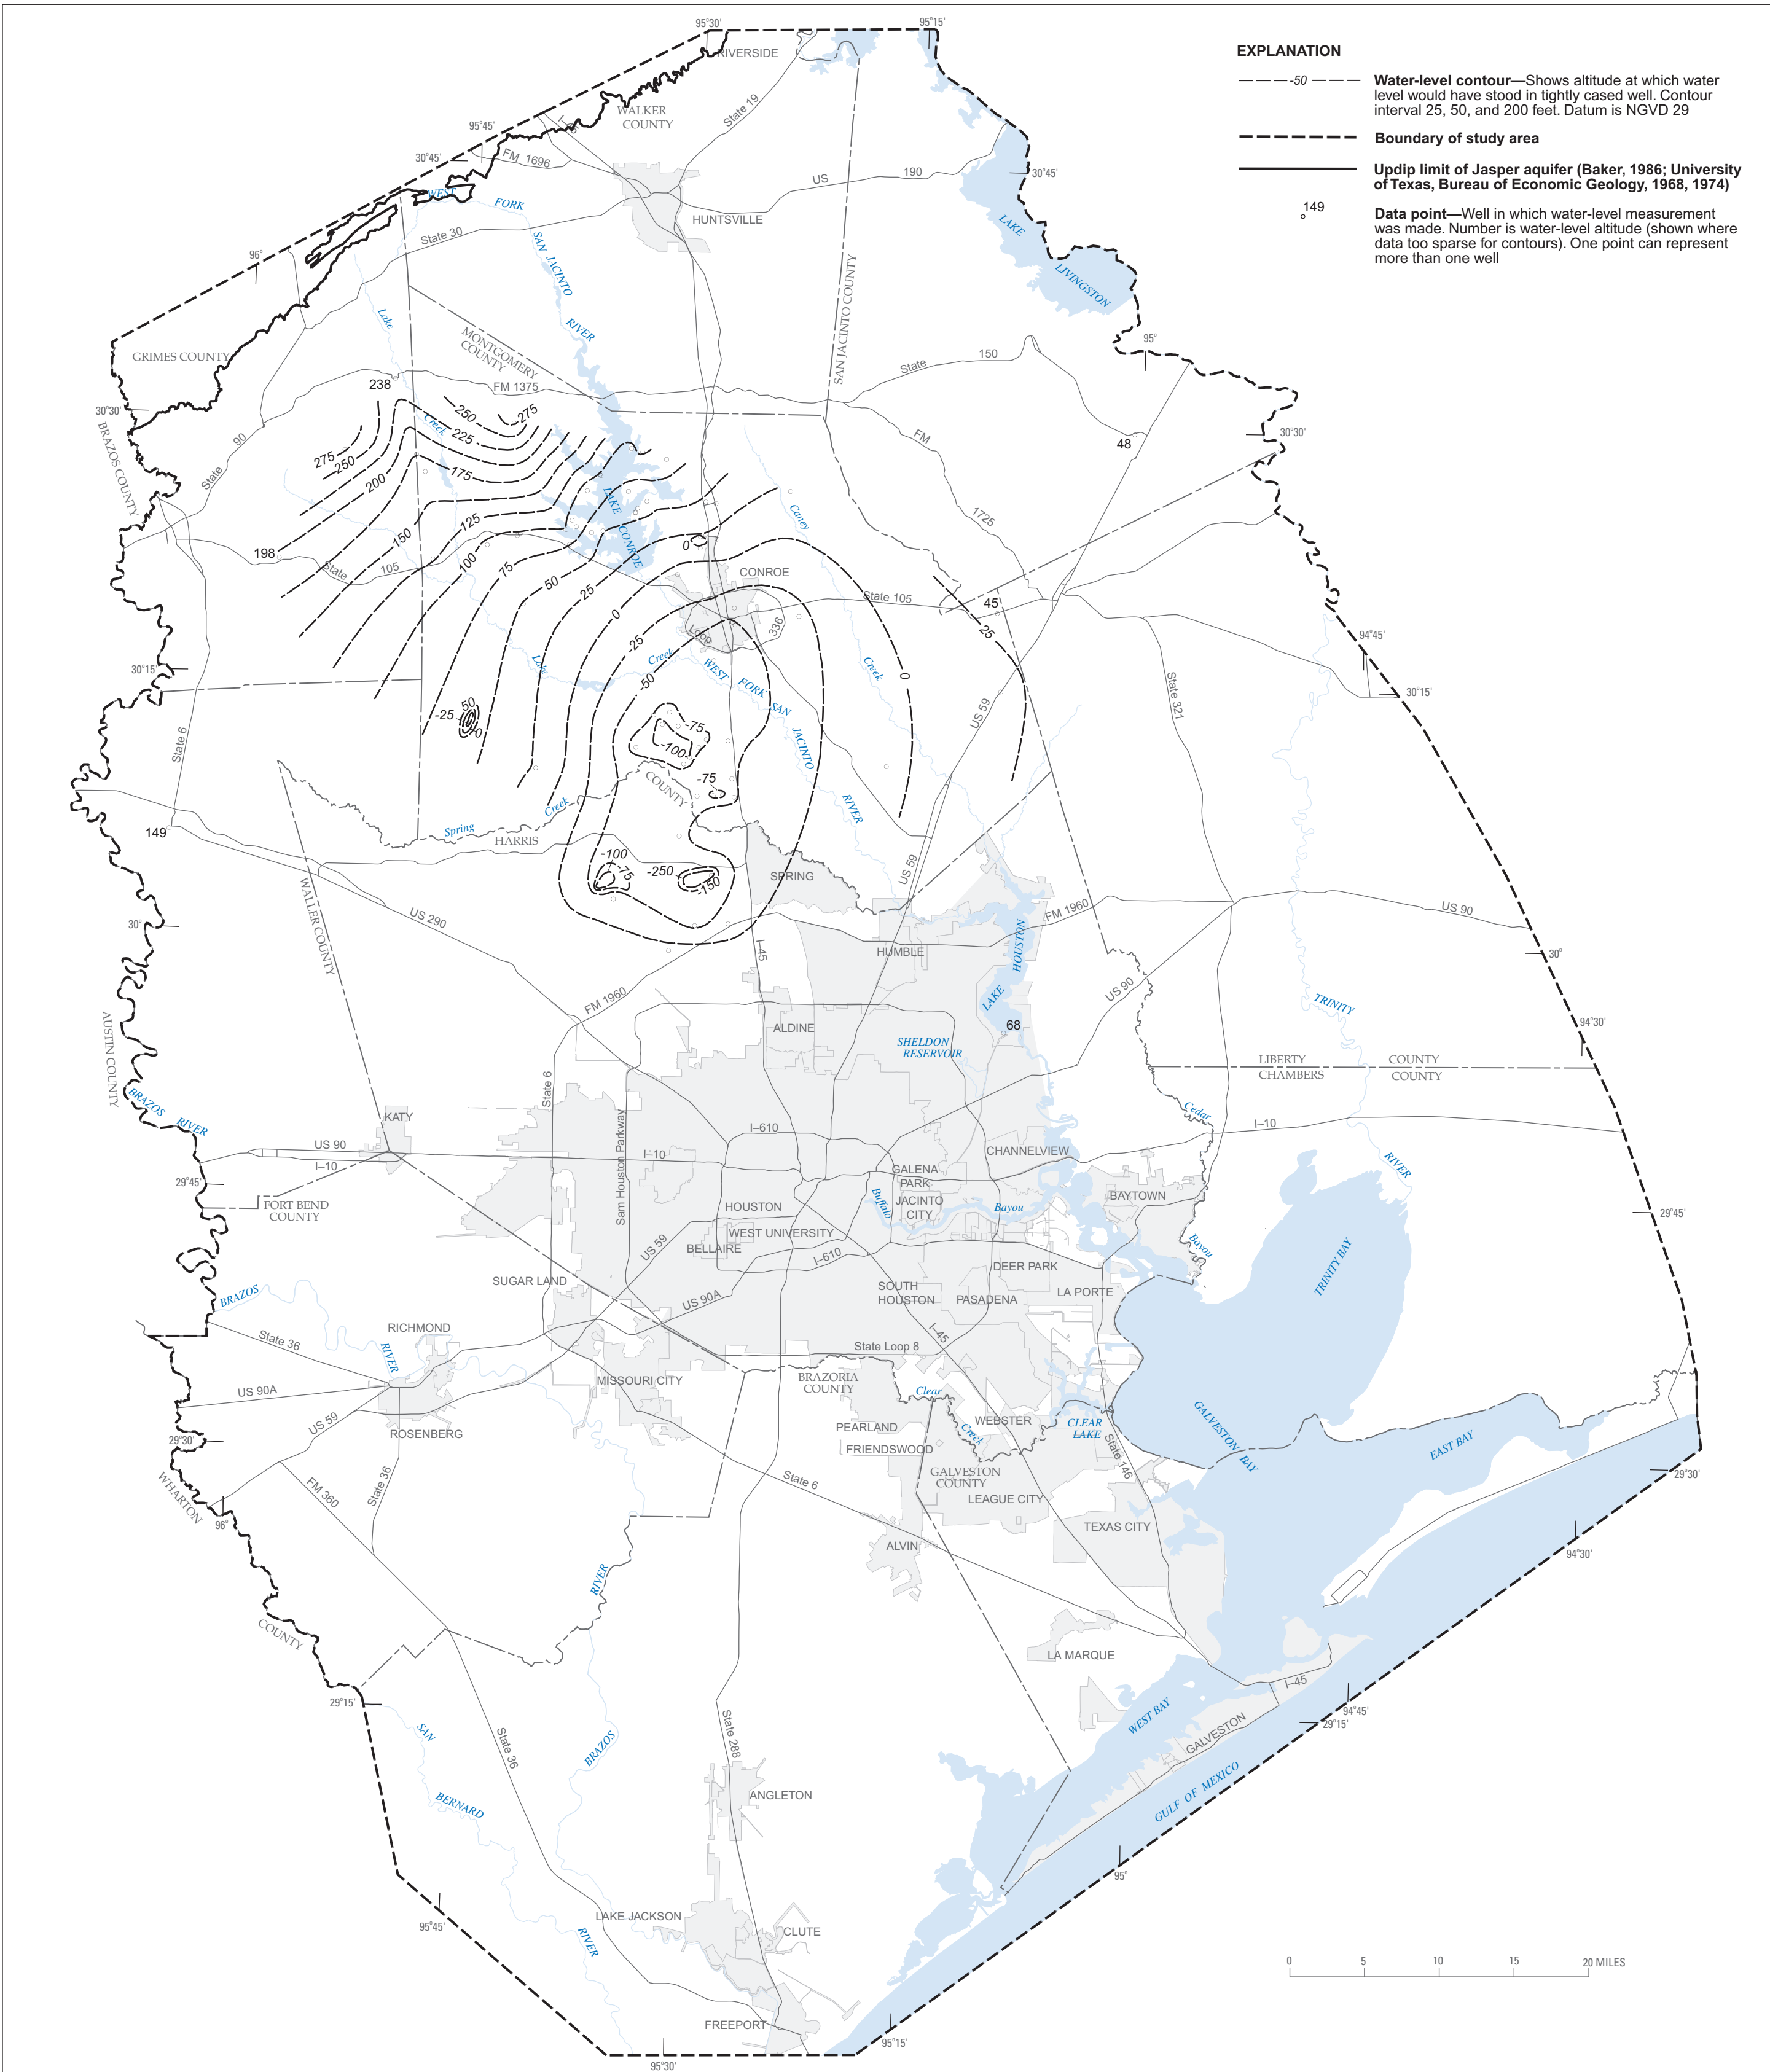 EXPLANATION
-50
Water-level contour—Shows altitude at which water
level would have stood in tightly cased well. Contour
interval 25, 50, and 200 feet. Datum is NGVD 29
Boundary of study area
Updip limit of Jasper aquifer (Baker, 1986; University
of Texas, Bureau of Economic Geology, 1968, 1974)
149
Data point—Well in which water-level measurement
was made. Number is water-level altitude (shown where
data too sparse for contours). One point can represent
more than one well
95°30'
95°15'
RIVERSIDE
WALKER
COUNTY
State 19
I-45
95°45'
30°45'
FM 1696
US
190
30°45'
WEST
FORK
SAN JACINTO
RIVER
HUNTSVILLE
State 30
96°
LAKE
LIVINGSTON
SAN JACINTO COUNTY
Lake
Creek
GRIMES COUNTY
MONTGOMERY
COUNTY
State
150
95°
FM 1375
238
30°30'
BRAZOS COUNTY
250
275
225
FM
48
30°30'
State
90
275
250
200
175
LAKE CONROE
Caney
Creek
1725
125
150
198
State
105
100
75
50
25
0
0
CONROE
State 105
45
25
Loop
336
-25
94°45'
30°15'
Lake
Creek
-50
WEST FORK SAN JACINTO
RIVER
0
30°15'
State 321
US 59
State 6
50
-25
0
-75
-100
-75
COUNTY
149
Spring
Creek
HARRIS
-100
-75
-250
-150
SPRING
US 59
WALLER COUNTY
US 290
FM 1960
US 90
30°
HUMBLE
LAKE HOUSTON
30°
I-45
FM 1960
US 90
TRINITY
RIVER
94°30'
AUSTIN COUNTY
ALDINE
68
SHELDON
RESERVOIR
LIBERTY
COUNTY
CHAMBERS
COUNTY
BRAZOS
RIVER
State 6
KATY
Sam Houston Parkway
Cedar
Bayou
I–10
US 90
I–10
I–610
I–10
CHANNELVIEW
29°45'
GALENA
PARK
BAYTOWN
FORT BEND
COUNTY
HOUSTON
Buffalo
Bayou
JACINTO
CITY
29°45'
WEST UNIVERSITY
BELLAIRE
US 59
I–610
TRINITY BAY
DEER PARK
SUGAR LAND
SOUTH
HOUSTON
PASADENA
LA PORTE
BRAZOS
RIVER
US 90A
RICHMOND
State 36
I–45
State Loop 8
MISSOURI CITY
BRAZORIA
COUNTY
US 90A
Clear
Creek
PEARLAND
WEBSTER
CLEAR
LAKE
US 59
ROSENBERG
29°30'
FRIENDSWOOD
State 146
GALVESTON BAY
EAST BAY
GALVESTON
COUNTY
29°30'
WHARTON
COUNTY
FM 360
State 36
State 6
LEAGUE CITY
96°
TEXAS CITY
ALVIN
94°30'
RIVER
LA MARQUE
I–45
29°15'
94°45'
29°15'
SAN
BERNARD
RIVER
State 36
BRAZOS
State 288
WEST BAY
GALVESTON
GULF OF MEXICO
ANGLETON
95°
95°45'
LAKE JACKSON
CLUTE
0
5
10
15
20 MILES
FREEPORT
95°15'
95°30'